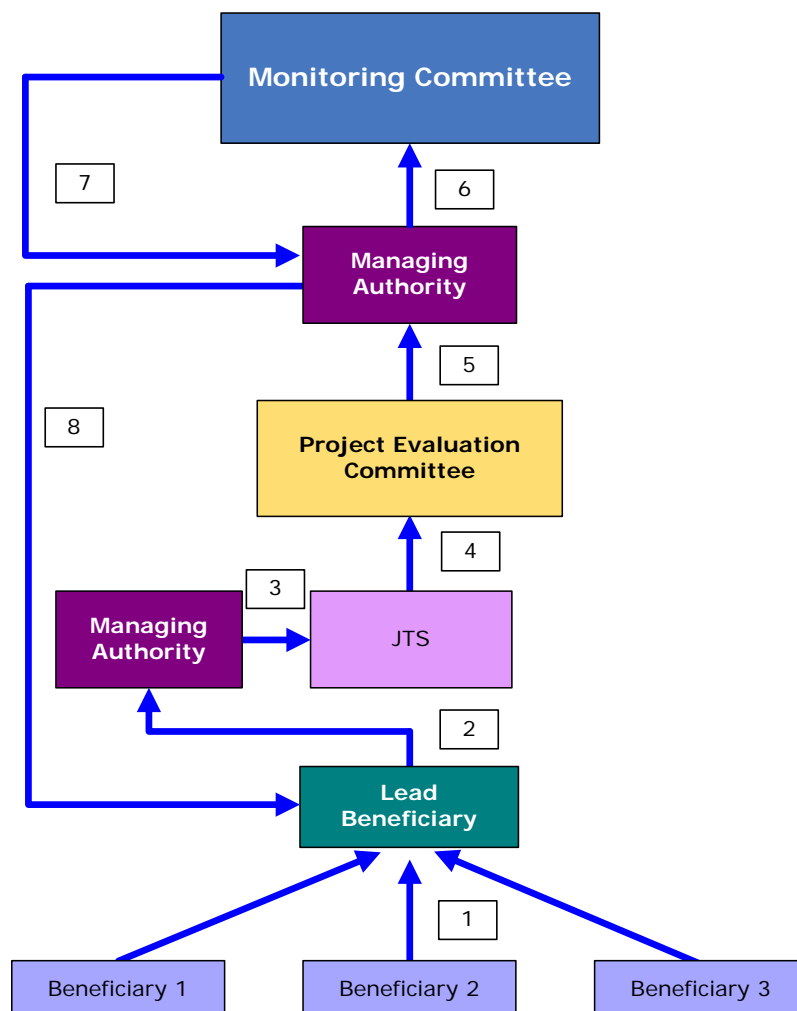 Monitoring Committee
7
6
Managing
Authority
5
8
Project Evaluation
Committee
4
3
Managing
Authority
JTS
2
Lead
Beneficiary
1
Beneficiary 1
Beneficiary 2
Beneficiary 3